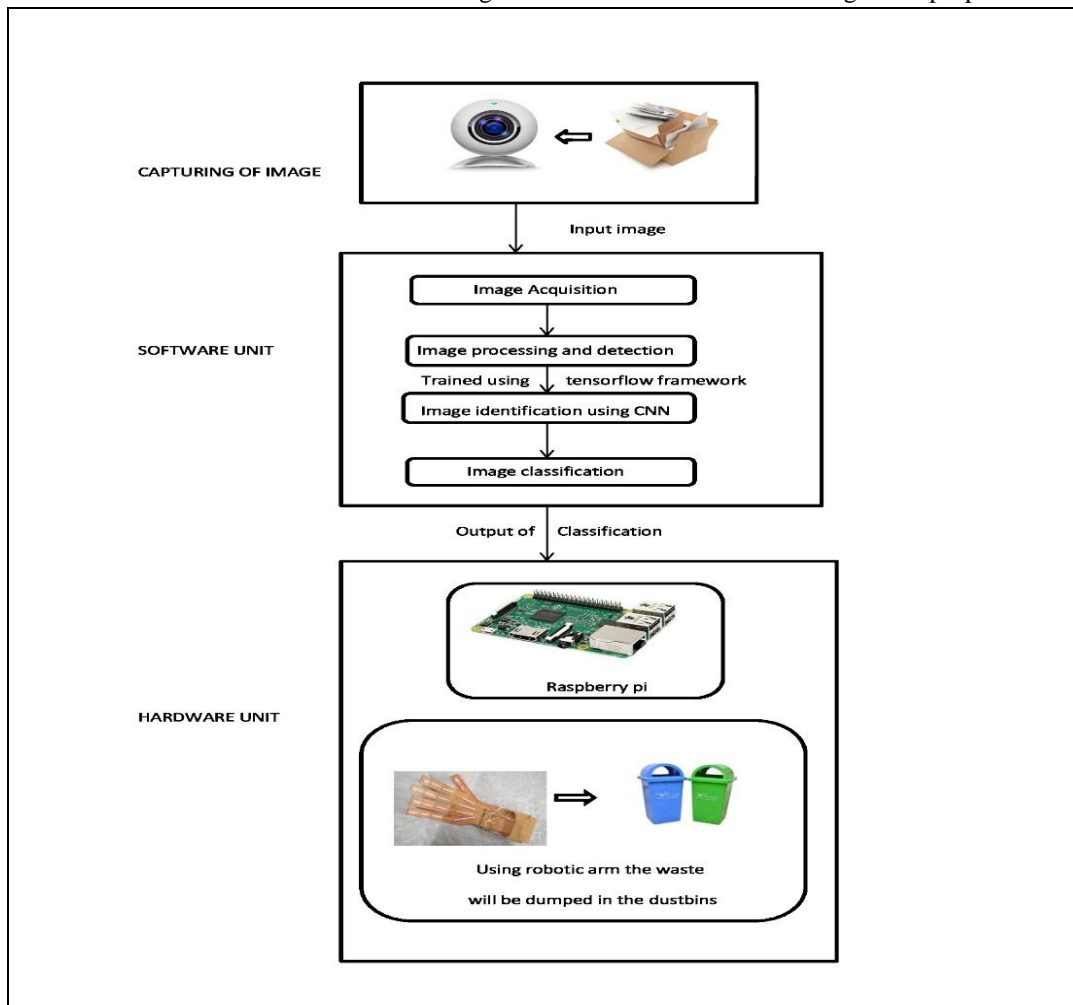 CAPTURING OF IMAGE
Input image
Image Acquisition
SOFTWARE UNIT
Image processing and detection
Trained using tensorflow framework
Image identification using CNN
Image classification
Output of Classification
Raspberry pi
HARDWARE UNIT
Using robotic arm the waste
will be dumped in the dustbins